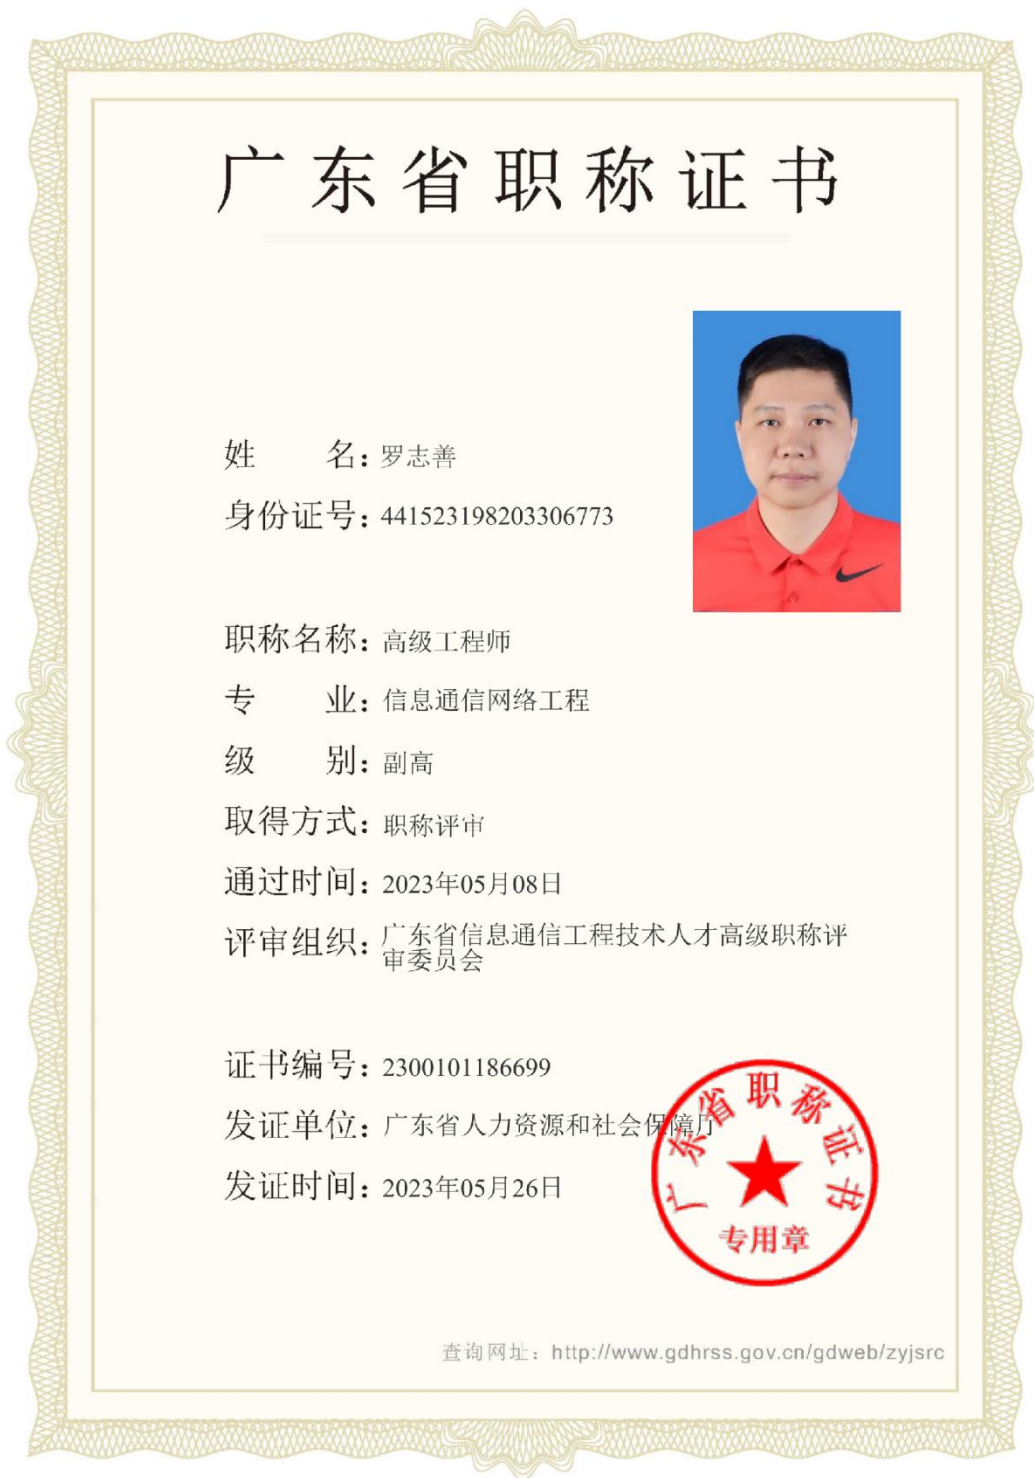 广东省职称证书
姓名：罗志善
身份证号：441523198203306773
职称名称：高级工程师
专业：信息通信网络工程
级别：副高
取得方式：职称评审
通过时间：2023年05月08日
评审组织：广东省信息通信工程技术人才高级职称评
审委员会
证书编号：2300101186699
发证单位：广东省人力资源和社会保障厅
发证时间：2023年05月26日
广东省职称证书
专用章
查询网址：http://www.gdhrss.gov.cn/gdweb/zyjsrc